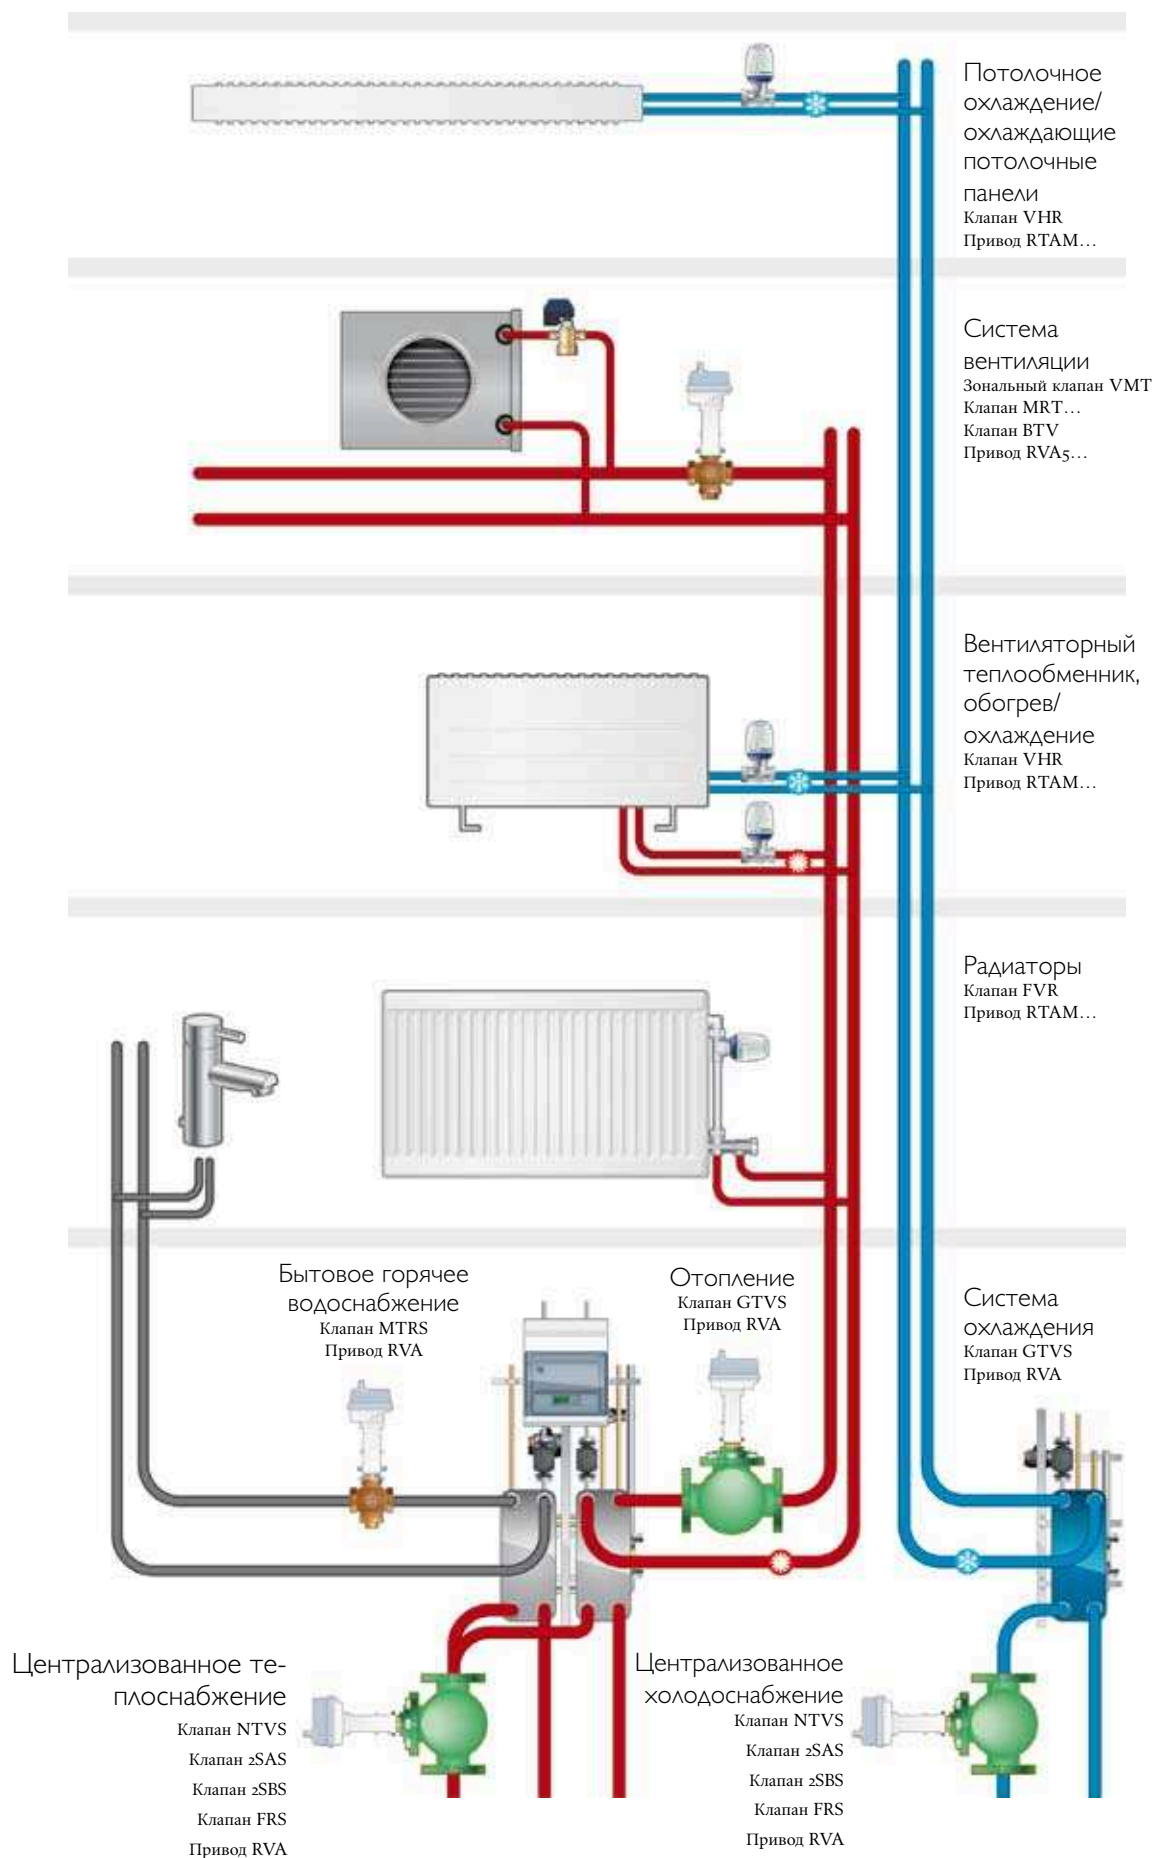 Потолочное
охлаждение/
охлаждающие
потолочные
панели
Клапан VHR
Привод RTAM…
Система
вентиляции
Зональный клапан VMT
Клапан MRT…
Клапан BTV
Привод RVA5…
Вентиляторный
теплообменник,
обогрев/
охлаждение
Клапан VHR
Привод RTAM…
Радиаторы
Клапан FVR
Привод RTAM…
Бытовое горячее
водоснабжение
Клапан MTRS
Привод RVA
Отопление
Клапан GTVS
Привод RVA
Система
охлаждения
Клапан GTVS
Привод RVA
Централизованное те-
плоснабжение
Клапан NTVS
Клапан 2SAS
Клапан 2SBS
Клапан FRS
Привод RVA
Централизованное
холодоснабжение
Клапан NTVS
Клапан 2SAS
Клапан 2SBS
Клапан FRS
Привод RVA